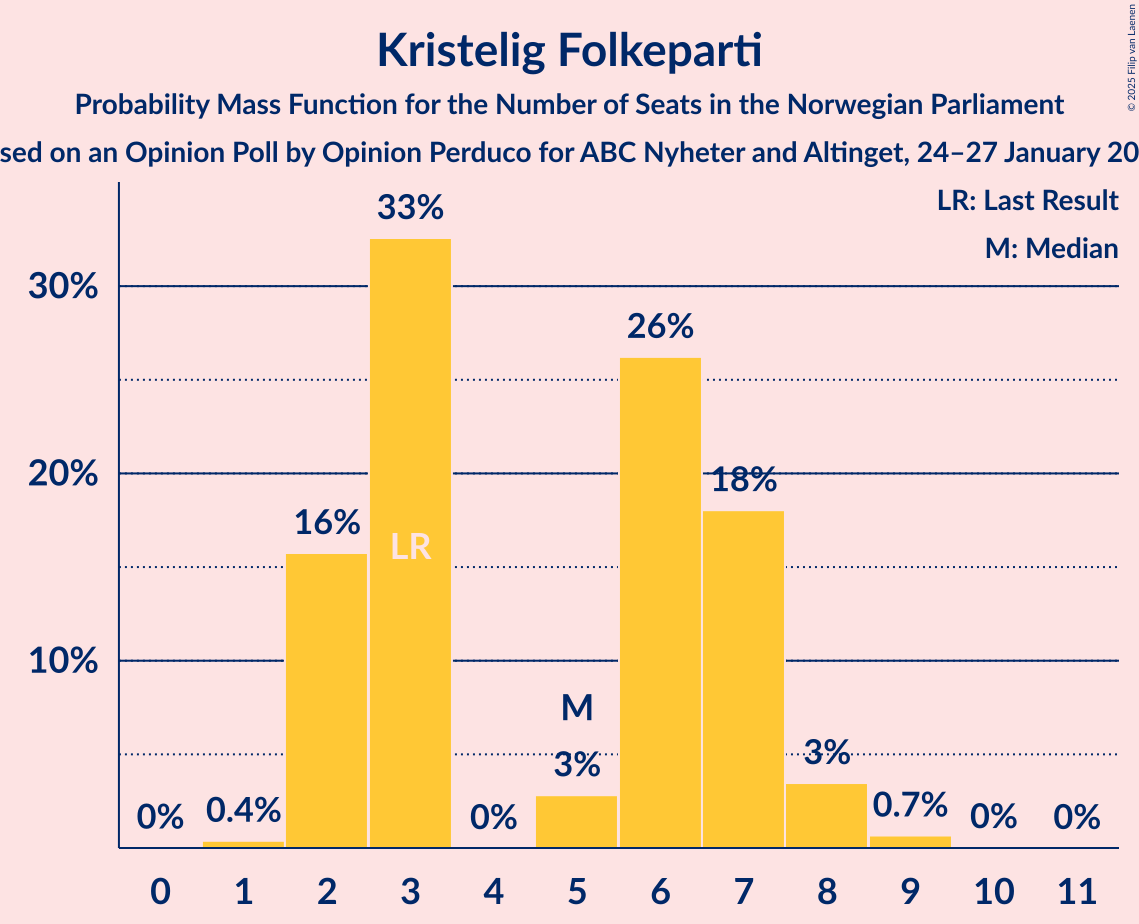 Kristelig Folkeparti
Probability Mass Function for the Number of Seats in the Norwegian Parliament
sed on an Opinion Poll by Opinion Perduco for ABC Nyheter and Altinget, 24–27 January 20
© 2025 Filip van Laenen
LR: Last Result
M: Median
33%
30%
26%
20%
18%
16%
LR
10%
M
3%
3%
0%
0.4%
0%
0.7%
0%
0%
0 1 2 3 4 5 6 7 8 9 10 11